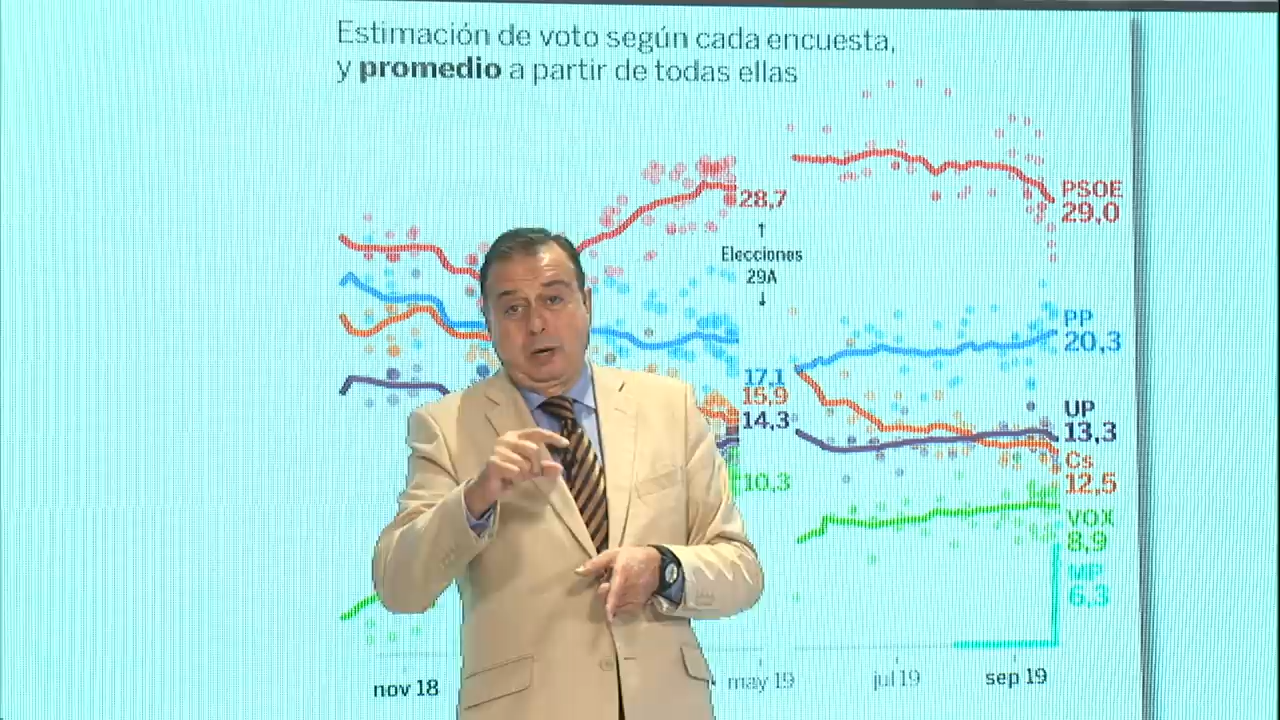 Estimación de voto según cada encuesta,
y promedio a partir de todas ellas
28,7
↑
Elecciones
29A
↓
17,1
15,9
14,3
10,3
PSOE
29,0
PP
20,3
UP
13,3
Cs
12,5
VOX
8,9
MP
6,3
nov 18
may 19
jul 19
sep 19